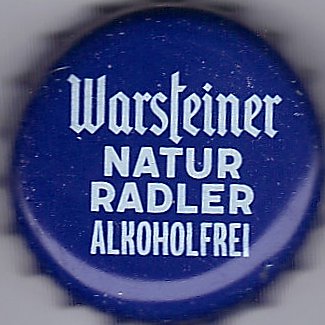 Warsteiner
NATUR
RADLER
ALKOHOLFREI